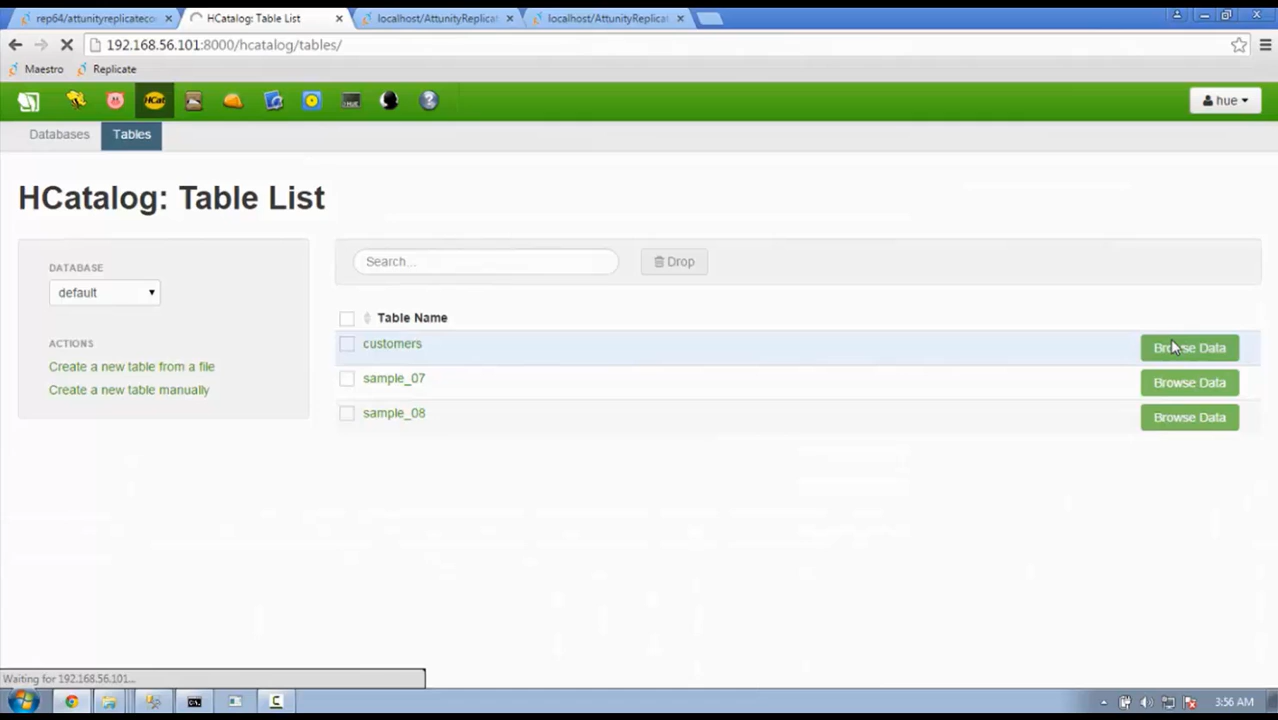 rep64/attunityreplicateco
HCatalog: Table List
localhost/AttunityReplicat
localhost/AttunityReplicat
192.168.56.101:8000/hcatalog/tables/
Maestro
Replicate
HCat
HUE
hue
Databases
Tables
HCatalog: Table List
DATABASE
default
ACTIONS
Create a new table from a file
Create a new table manually
Search...
Drop
Table Name
customers
Browse Data
sample_07
Browse Data
sample_08
Browse Data
Waiting for 192.168.56.101...
3:56 AM